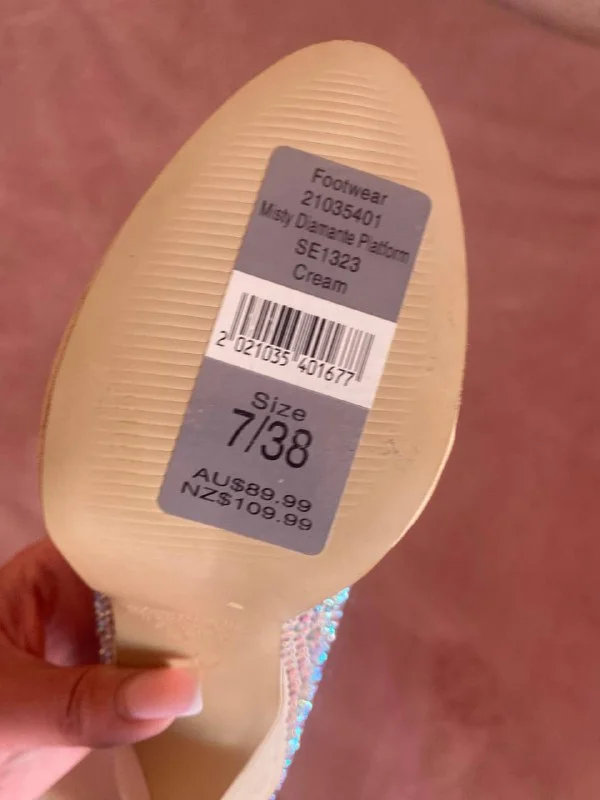 Footwear
21035401
Misty Diamante Platform
SE1323
Cream
2 021035 401677
Size
7/38
AU$89.99
NZ$109.99